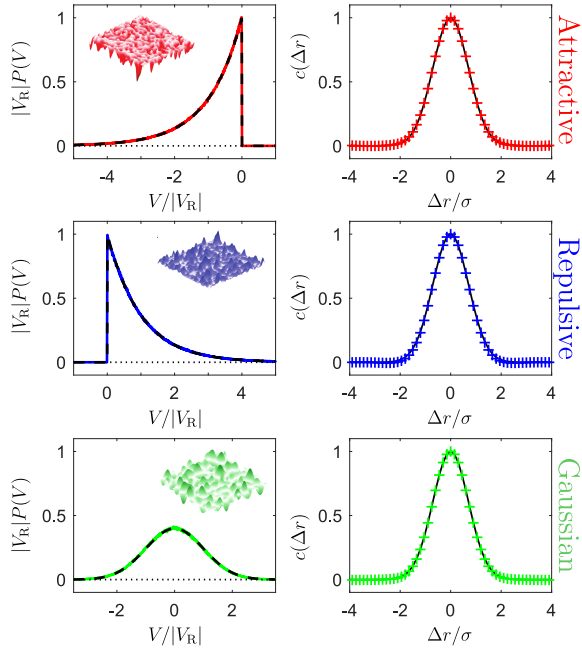 |V_R|P(V)
1
0.5
0
-4 -2 0
V/|V_R|
c(Δr)
1
0.5
0
-4 -2 0 2 4
Δr/σ
Attractive
|V_R|P(V)
1
0.5
0
0 2 4
V/|V_R|
c(Δr)
1
0.5
0
-4 -2 0 2 4
Δr/σ
Repulsive
|V_R|P(V)
1
0.5
0
-2 0 2
V/|V_R|
c(Δr)
1
0.5
0
-4 -2 0 2 4
Δr/σ
Gaussian